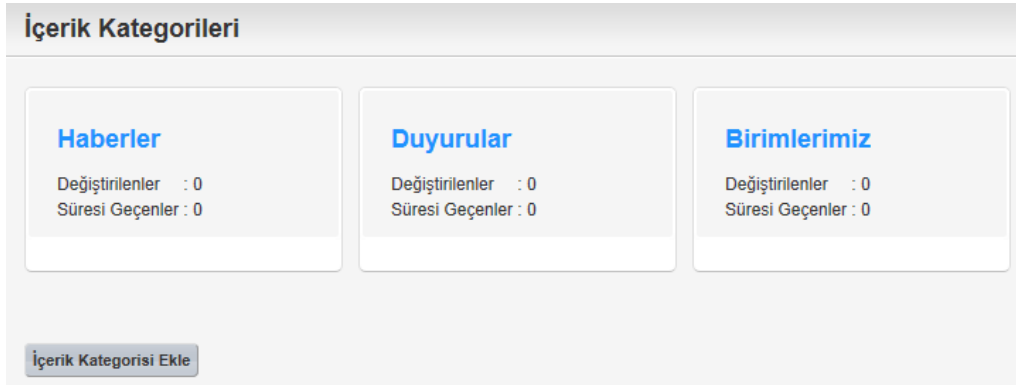 İçerik Kategorileri
Haberler
Değiştirilenler : 0
Süresi Geçenler : 0
Duyurular
Değiştirilenler : 0
Süresi Geçenler : 0
Birimlerimiz
Değiştirilenler : 0
Süresi Geçenler : 0
İçerik Kategorisi Ekle